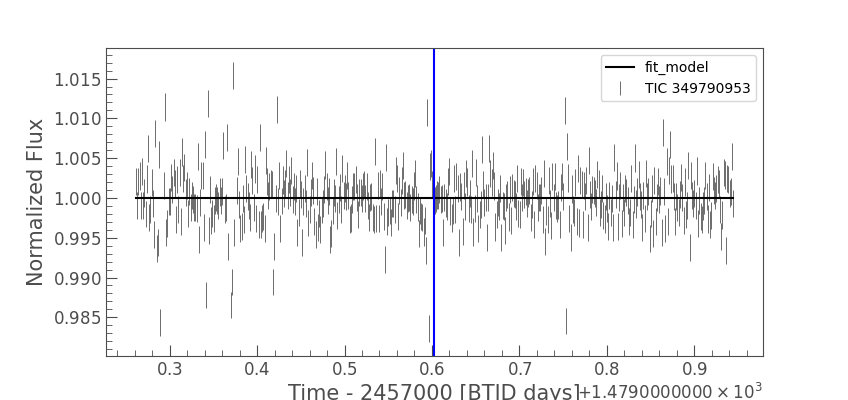 fit_model
TIC 349790953
1.015
1.010
1.005
1.000
0.995
0.990
0.985
Normalized Flux
0.3 0.4 0.5 0.6 0.7 0.8 0.9
Time - 2457000 [BTJD days]
+1.4790000000 × 10³